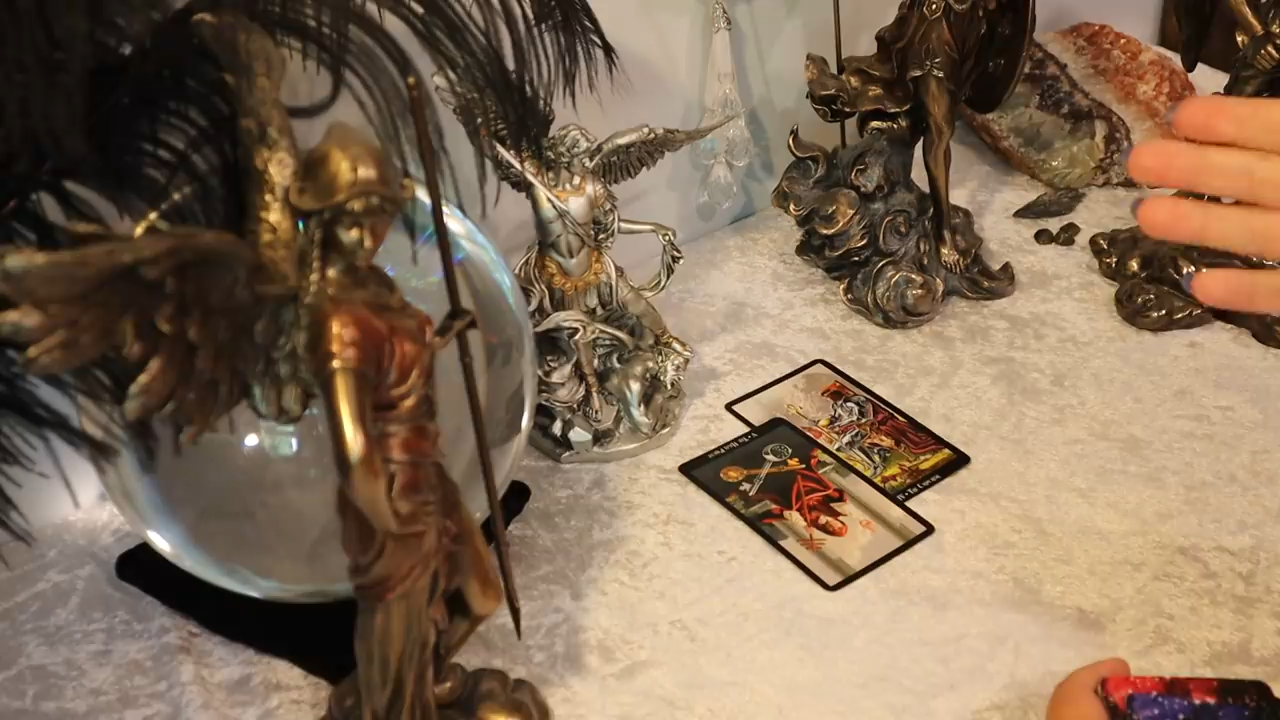 V • The High Priest
IV • The Emperor